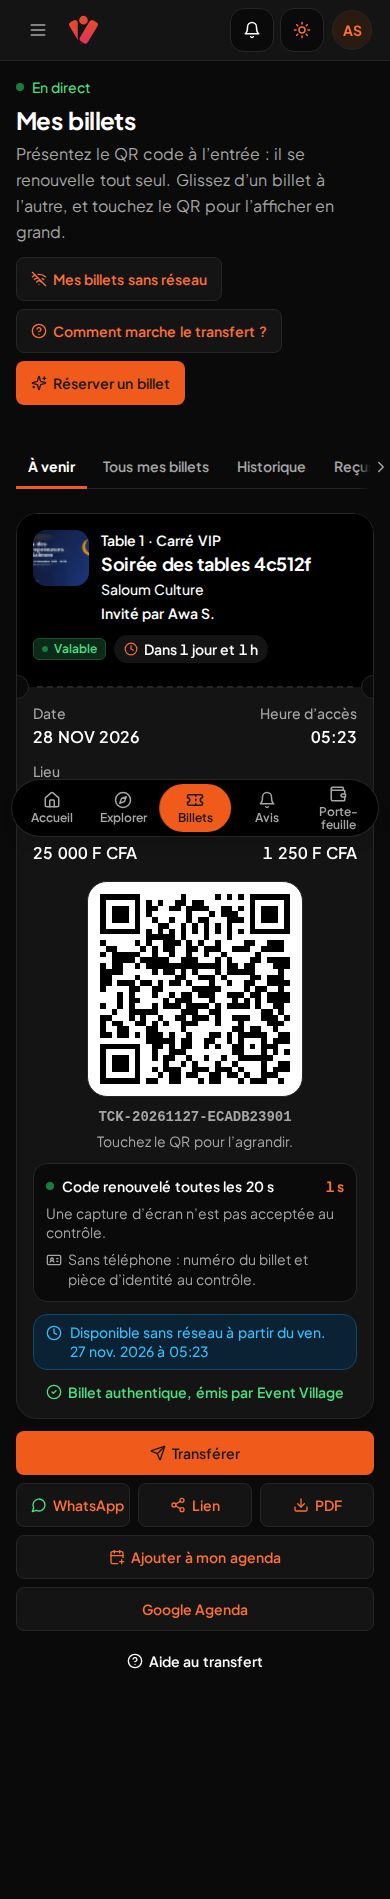 AS
En direct
Mes billets
Présentez le QR code à l’entrée : il se
renouvelle tout seul. Glissez d’un billet à
l’autre, et touchez le QR pour l’afficher en
grand.
Mes billets sans réseau
Comment marche le transfert ?
Réserver un billet
À venir
Tous mes billets
Historique
Reçus
Table 1 · Carré VIP
Soirée des tables 4c512f
Saloum Culture
Invité par Awa S.
Valable
Dans 1 jour et 1 h
Date
Heure d’accès
28 NOV 2026
05:23
Lieu
Accueil
Explorer
Billets
Avis
Porte-
feuille
25 000 F CFA
1 250 F CFA
TCK-20261127-ECADB23901
Touchez le QR pour l’agrandir.
Code renouvelé toutes les 20 s
1 s
Une capture d’écran n’est pas acceptée au
contrôle.
Sans téléphone : numéro du billet et
pièce d’identité au contrôle.
Disponible sans réseau à partir du ven.
27 nov. 2026 à 05:23
Billet authentique, émis par Event Village
Transférer
WhatsApp
Lien
PDF
Ajouter à mon agenda
Google Agenda
Aide au transfert